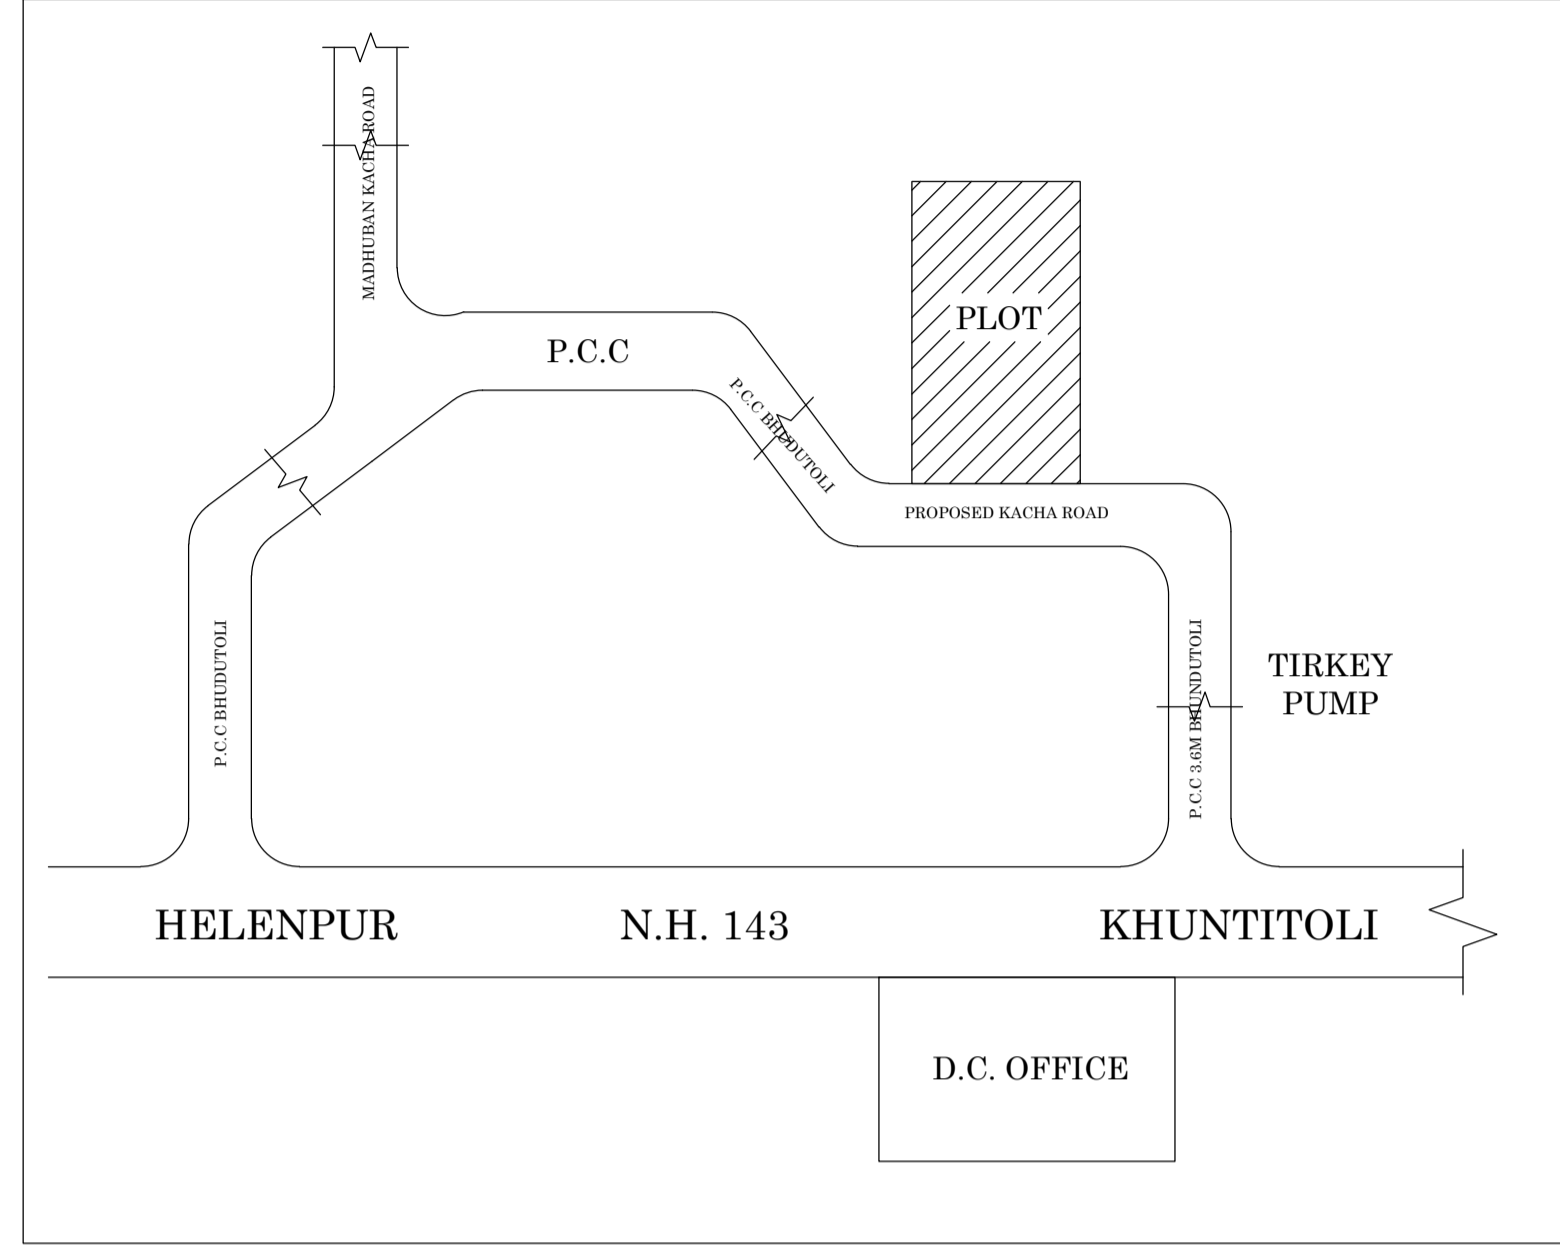 MADHUBAN KACHA ROAD
PLOT
P.C.C
P.C.C BHUDUTOLI
PROPOSED KACHA ROAD
P.C.C BHUDUTOLI
P.C.C 3.6M BHUNDUTOLI
TIRKEY
PUMP
HELENPUR
N.H. 143
KHUNTITOLI
D.C. OFFICE